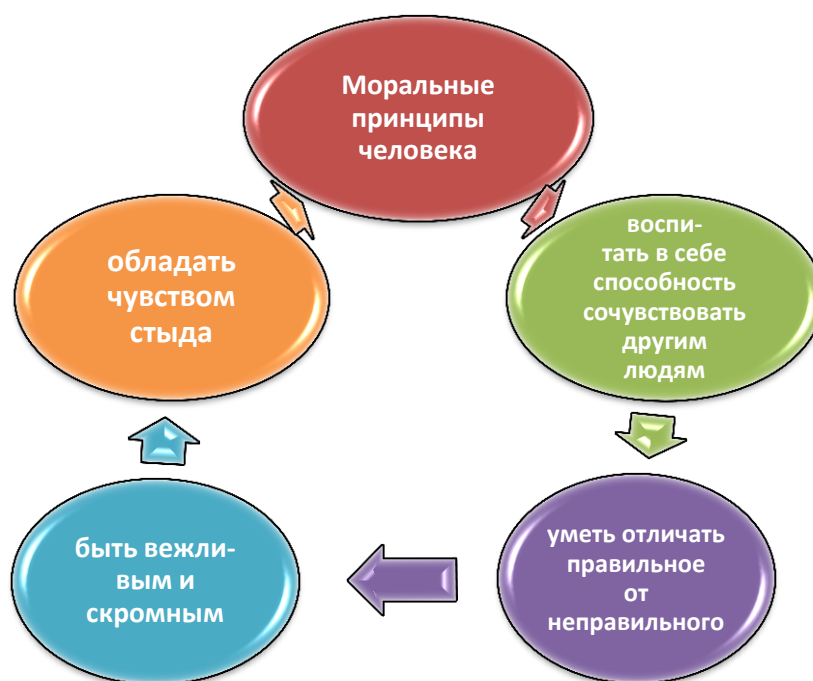 Моральные
принципы
человека
воспи-
тать в себе
способность
сочувствовать
другим
людям
уметь отличать
правильное
от
неправильного
быть вежли-
вым и
скромным
обладать
чувством
стыда